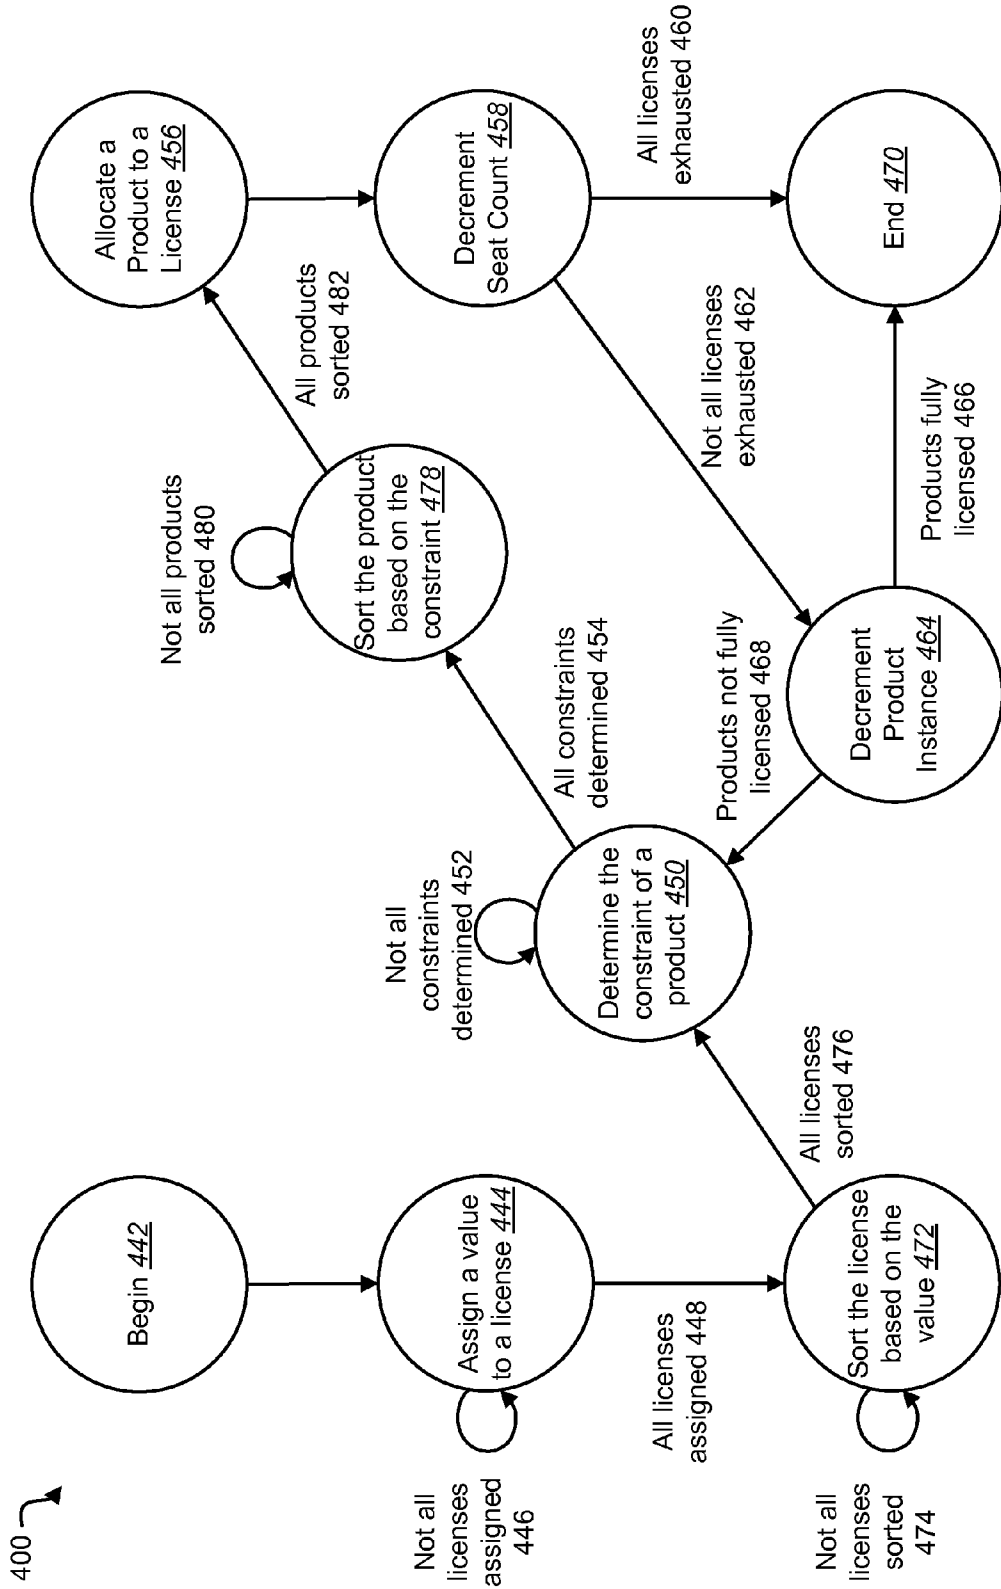 400
Begin 442
Assign a value
to a license 444
Not all
licenses
assigned
446
All licenses
assigned 448
Sort the license
based on the
value 472
Not all
licenses
sorted
474
All licenses
sorted 476
Determine the
constraint of a
product 450
Not all
constraints
determined 452
All constraints
determined 454
Sort the product
based on the
constraint 478
Not all products
sorted 480
All products
sorted 482
Allocate a
Product to a
License 456
Decrement
Seat Count 458
All licenses
exhausted 460
Not all licenses
exhausted 462
Decrement
Product
Instance 464
Products not fully
licensed 468
Products fully
licensed 466
End 470